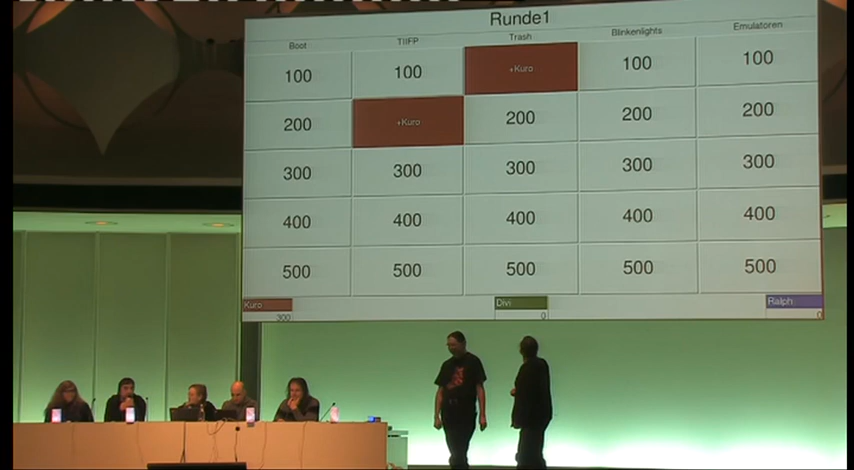 Runde1
Boot TIIFP Trash Blinkenlights Emulatoren
100 100 +Kuro 100 100
200 +Kuro 200 200 200
300 300 300 300 300
400 400 400 400 400
500 500 500 500 500
Kuro Divi Ralph
300 0 0